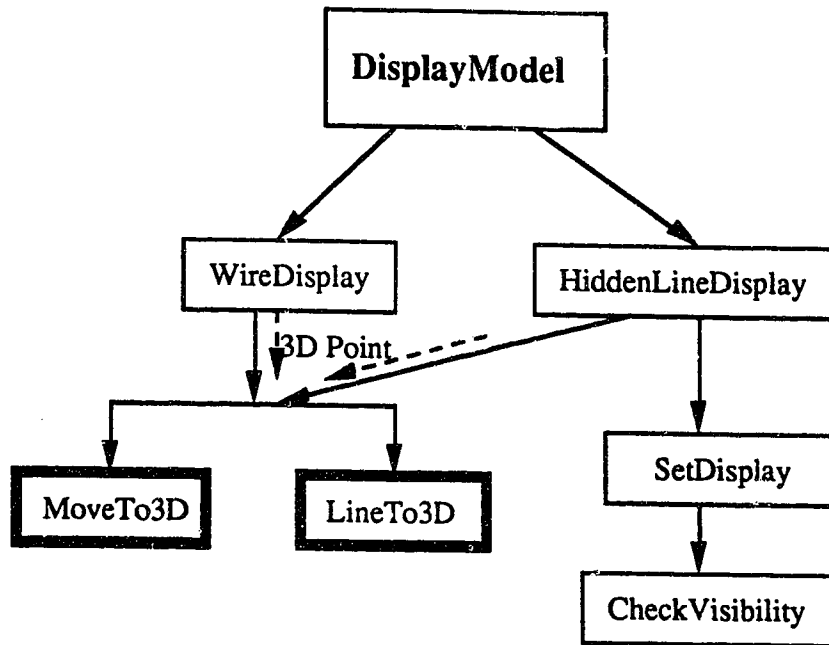 DisplayModel
WireDisplay
HiddenLineDisplay
3D Point
MoveTo3D
LineTo3D
SetDisplay
CheckVisibility